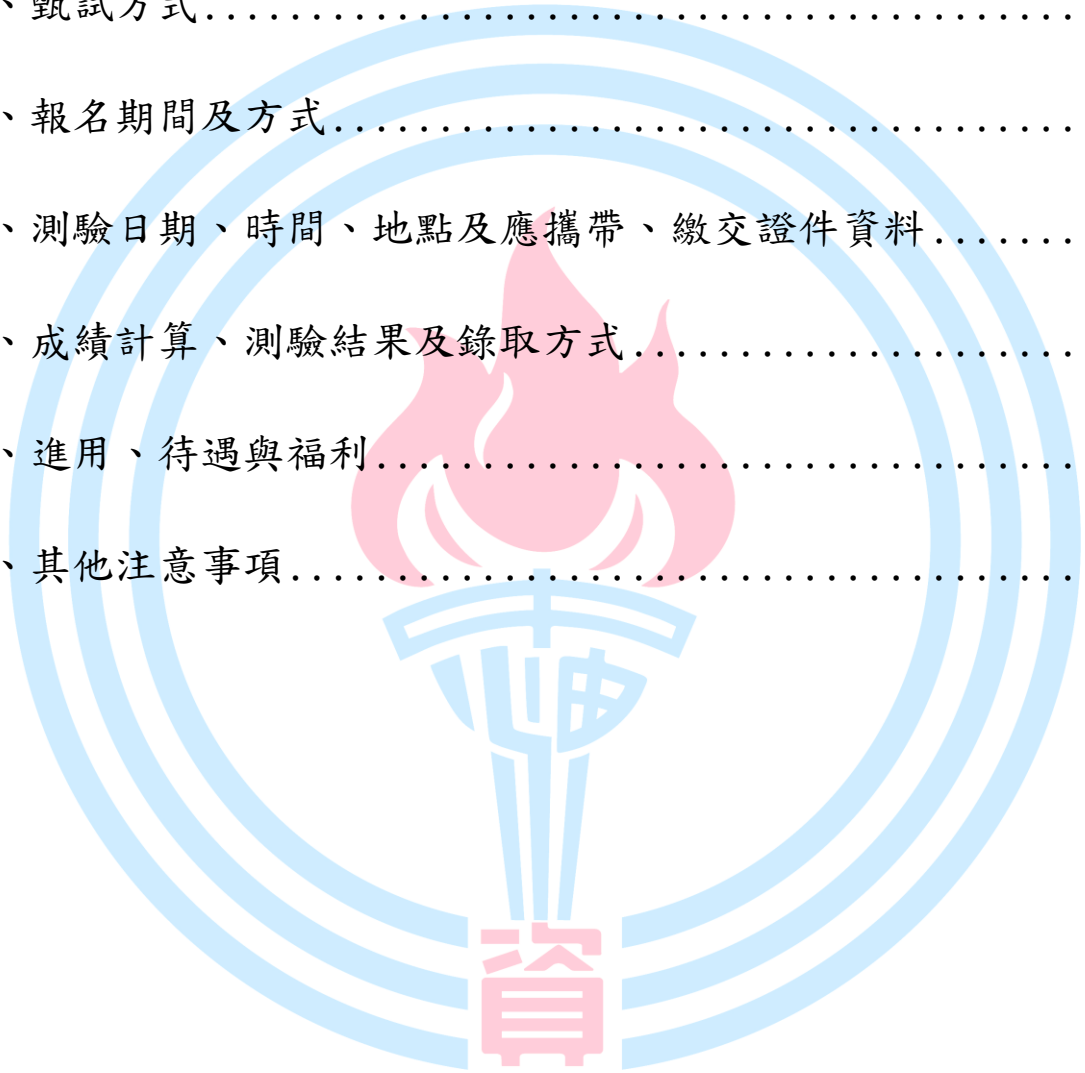 、甄試方式........................................
、報名期間及方式..................................
、測驗日期、時間、地點及應攜帶、繳交證件資料.......
、成績計算、測驗結果及錄取方式.....................
、進用、待遇與福利................................
、其他注意事項....................................
資